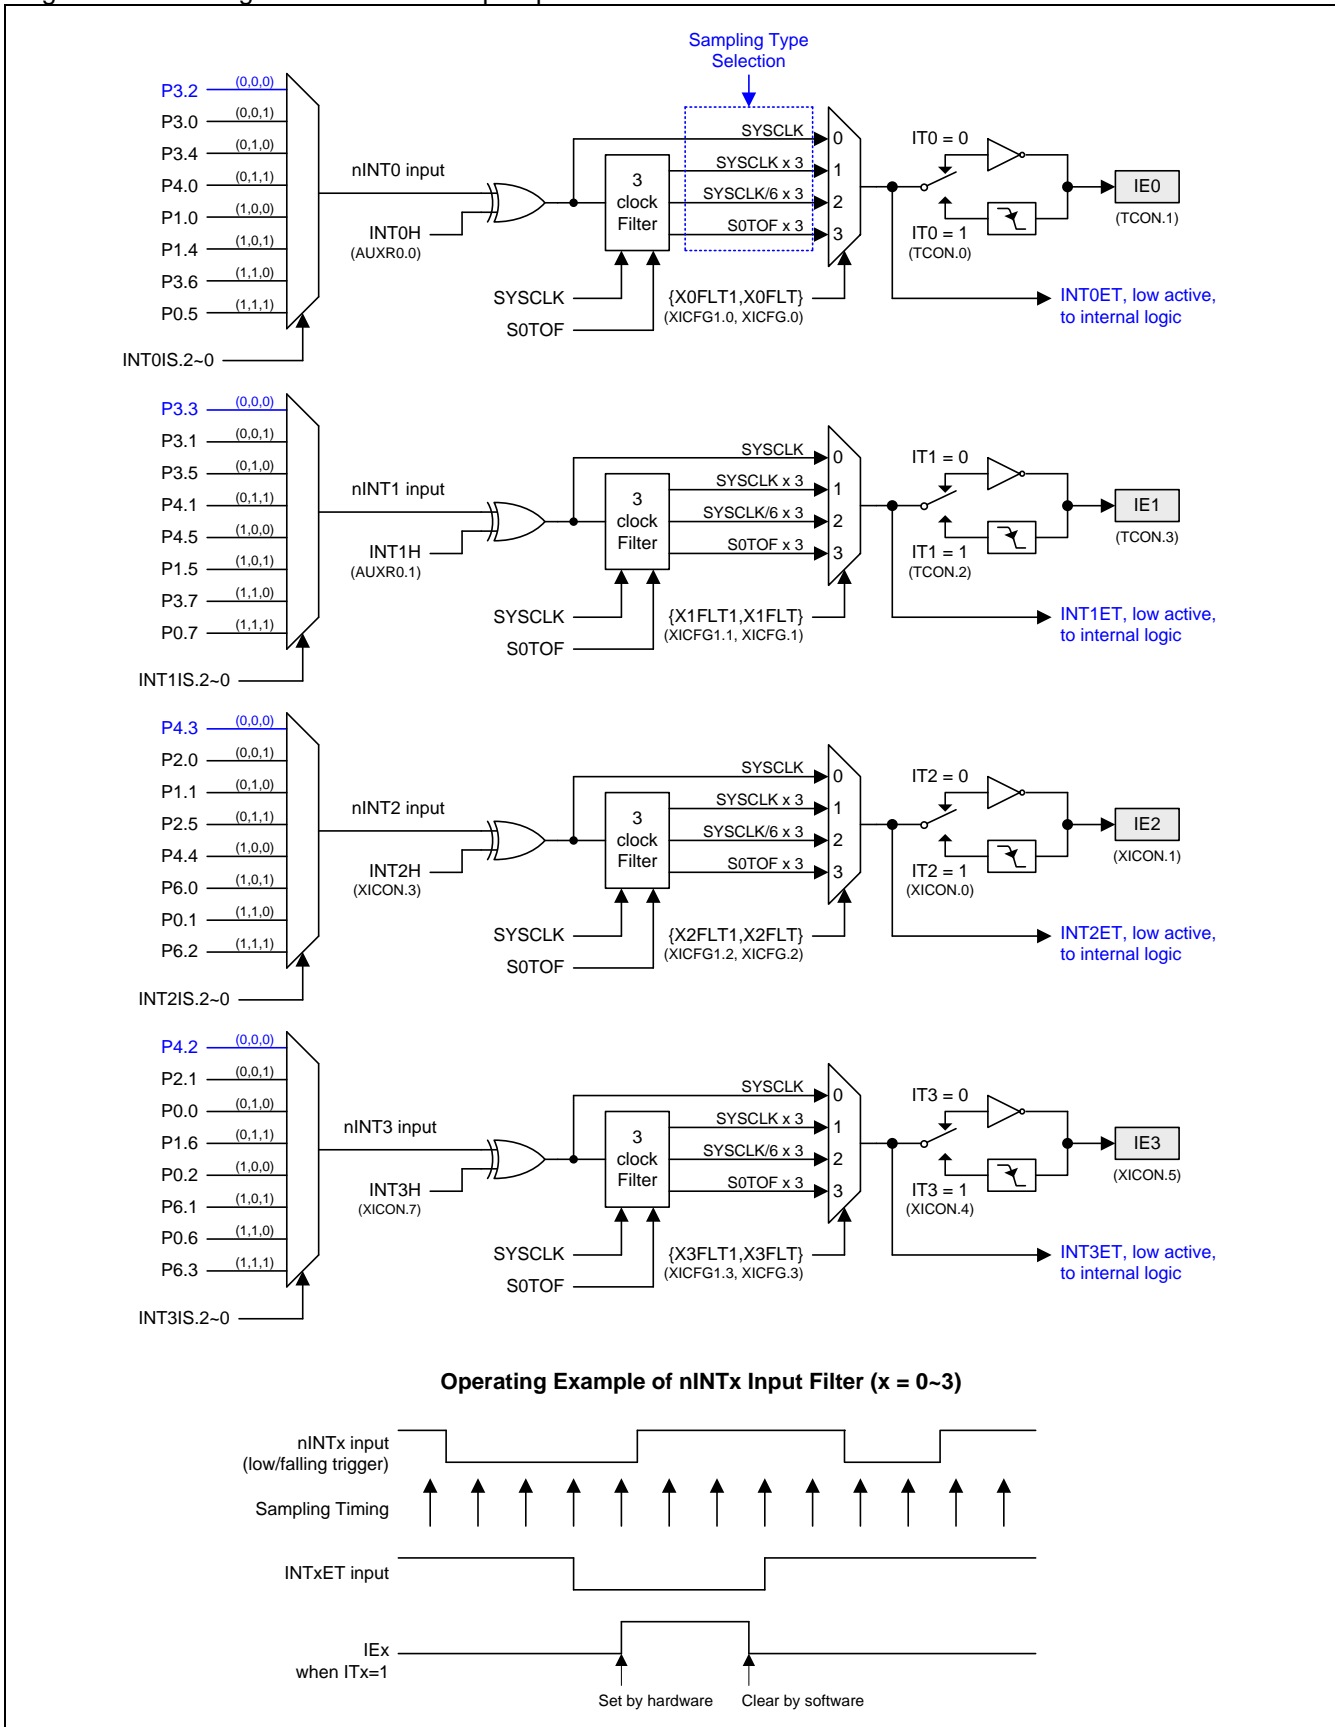 Sampling Type
Selection
P3.2 (0,0,0)
P3.0 (0,0,1)
P3.4 (0,1,0)
P4.0 (0,1,1)
P1.0 (1,0,0)
P1.4 (1,0,1)
P3.6 (1,1,0)
P0.5 (1,1,1)
INT0IS.2~0
nINT0 input
INT0H
(AUXR0.0)
3
clock
Filter
SYSCLK
S0TOF
SYSCLK 0
SYSCLK x 3 1
SYSCLK/6 x 3 2
S0TOF x 3 3
{X0FLT1,X0FLT}
(XICFG1.0, XICFG.0)
IT0 = 0
IT0 = 1
(TCON.0)
IE0
(TCON.1)
INT0ET, low active,
to internal logic
P3.3 (0,0,0)
P3.1 (0,0,1)
P3.5 (0,1,0)
P4.1 (0,1,1)
P4.5 (1,0,0)
P1.5 (1,0,1)
P3.7 (1,1,0)
P0.7 (1,1,1)
INT1IS.2~0
nINT1 input
INT1H
(AUXR0.1)
3
clock
Filter
SYSCLK
S0TOF
SYSCLK 0
SYSCLK x 3 1
SYSCLK/6 x 3 2
S0TOF x 3 3
{X1FLT1,X1FLT}
(XICFG1.1, XICFG.1)
IT1 = 0
IT1 = 1
(TCON.2)
IE1
(TCON.3)
INT1ET, low active,
to internal logic
P4.3 (0,0,0)
P2.0 (0,0,1)
P1.1 (0,1,0)
P2.5 (0,1,1)
P4.4 (1,0,0)
P6.0 (1,0,1)
P0.1 (1,1,0)
P6.2 (1,1,1)
INT2IS.2~0
nINT2 input
INT2H
(XICON.3)
3
clock
Filter
SYSCLK
S0TOF
SYSCLK 0
SYSCLK x 3 1
SYSCLK/6 x 3 2
S0TOF x 3 3
{X2FLT1,X2FLT}
(XICFG1.2, XICFG.2)
IT2 = 0
IT2 = 1
(XICON.0)
IE2
(XICON.1)
INT2ET, low active,
to internal logic
P4.2 (0,0,0)
P2.1 (0,0,1)
P0.0 (0,1,0)
P1.6 (0,1,1)
P0.2 (1,0,0)
P6.1 (1,0,1)
P0.6 (1,1,0)
P6.3 (1,1,1)
INT3IS.2~0
nINT3 input
INT3H
(XICON.7)
3
clock
Filter
SYSCLK
S0TOF
SYSCLK 0
SYSCLK x 3 1
SYSCLK/6 x 3 2
S0TOF x 3 3
{X3FLT1,X3FLT}
(XICFG1.3, XICFG.3)
IT3 = 0
IT3 = 1
(XICON.4)
IE3
(XICON.5)
INT3ET, low active,
to internal logic
Operating Example of nINTx Input Filter (x = 0~3)
nINTx input
(low/falling trigger)
Sampling Timing
INTxET input
IEx
when ITx=1
Set by hardware Clear by software